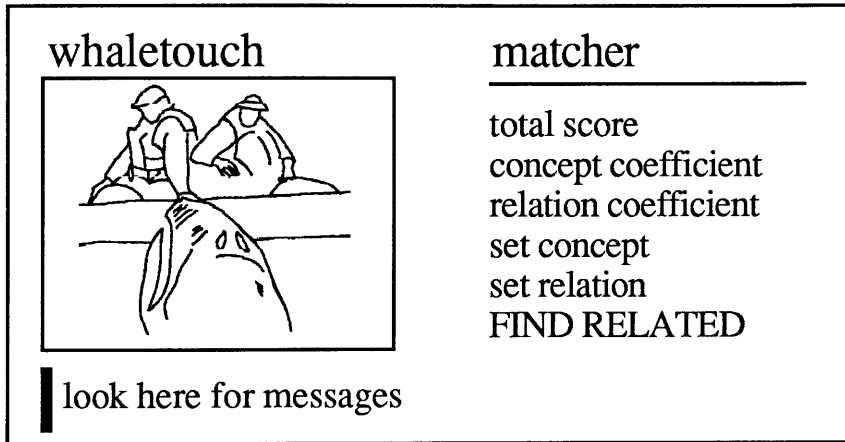 whaletouch
look here for messages
matcher
total score
concept coefficient
relation coefficient
set concept
set relation
FIND RELATED